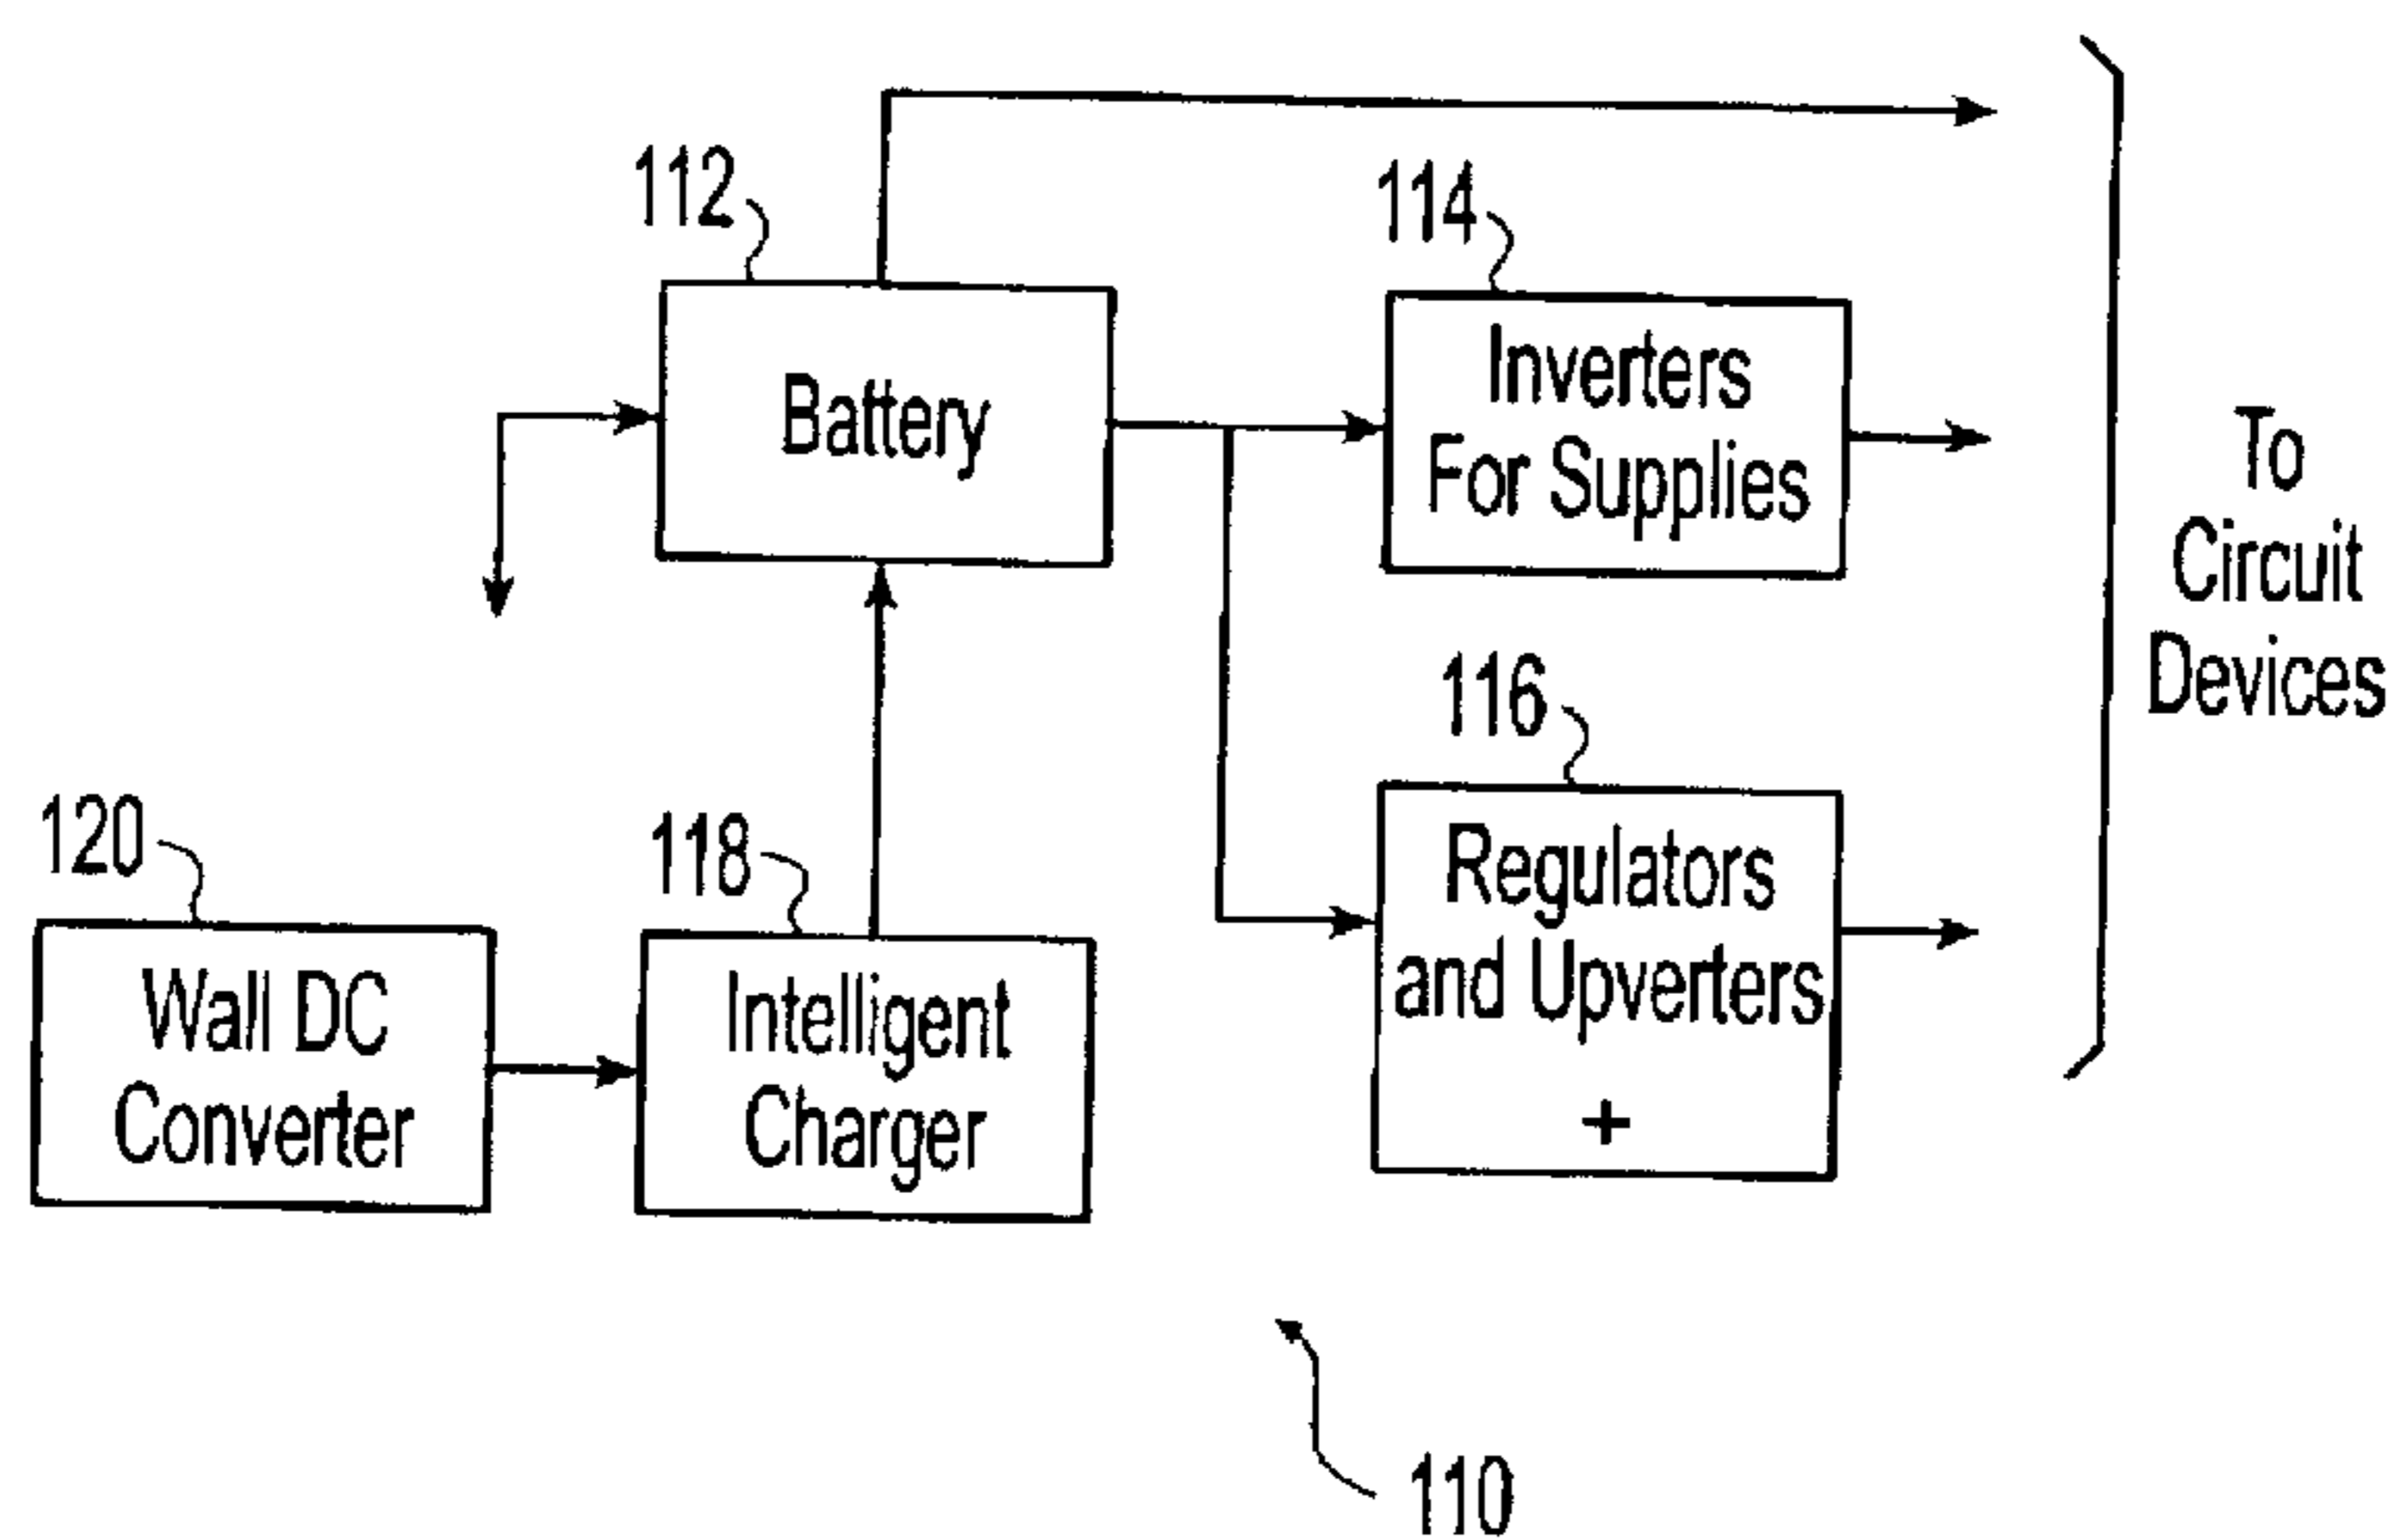 112
Battery
114
Inverters
For Supplies
To
Circuit
Devices
116
Regulators
and Upverters
+
120
Wall DC
Converter
118
Intelligent
Charger
110